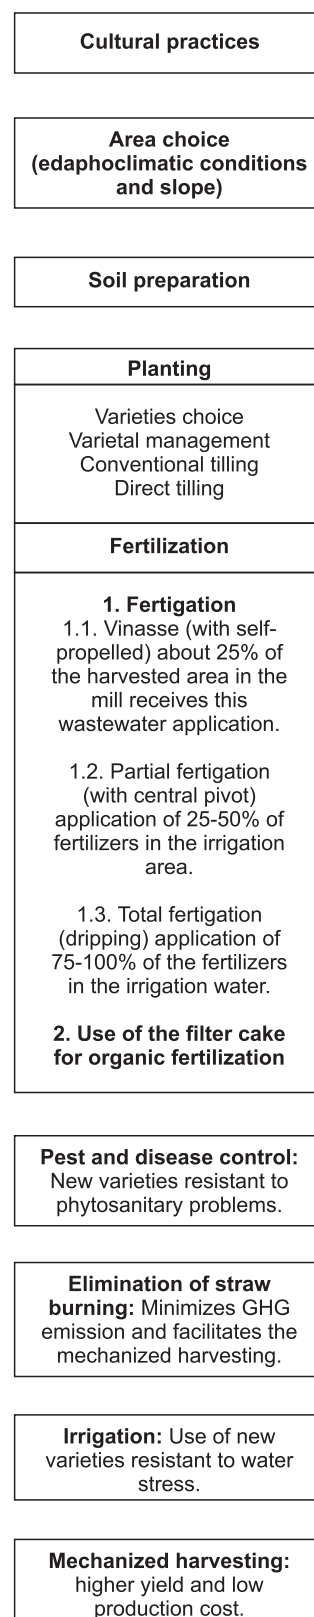 Cultural practices
Area choice
(edaphoclimatic conditions
and slope)
Soil preparation
Planting
Varieties choice
Varietal management
Conventional tilling
Direct tilling
Fertilization
1. Fertigation
1.1. Vinasse (with self-
propelled) about 25% of
the harvested area in the
mill receives this
wastewater application.
1.2. Partial fertigation
(with central pivot)
application of 25-50% of
fertilizers in the irrigation
area.
1.3. Total fertigation
(dripping) application of
75-100% of the fertilizers
in the irrigation water.
2. Use of the filter cake
for organic fertilization
Pest and disease control:
New varieties resistant to
phytosanitary problems.
Elimination of straw
burning: Minimizes GHG
emission and facilitates the
mechanized harvesting.
Irrigation: Use of new
varieties resistant to water
stress.
Mechanized harvesting:
higher yield and low
production cost.